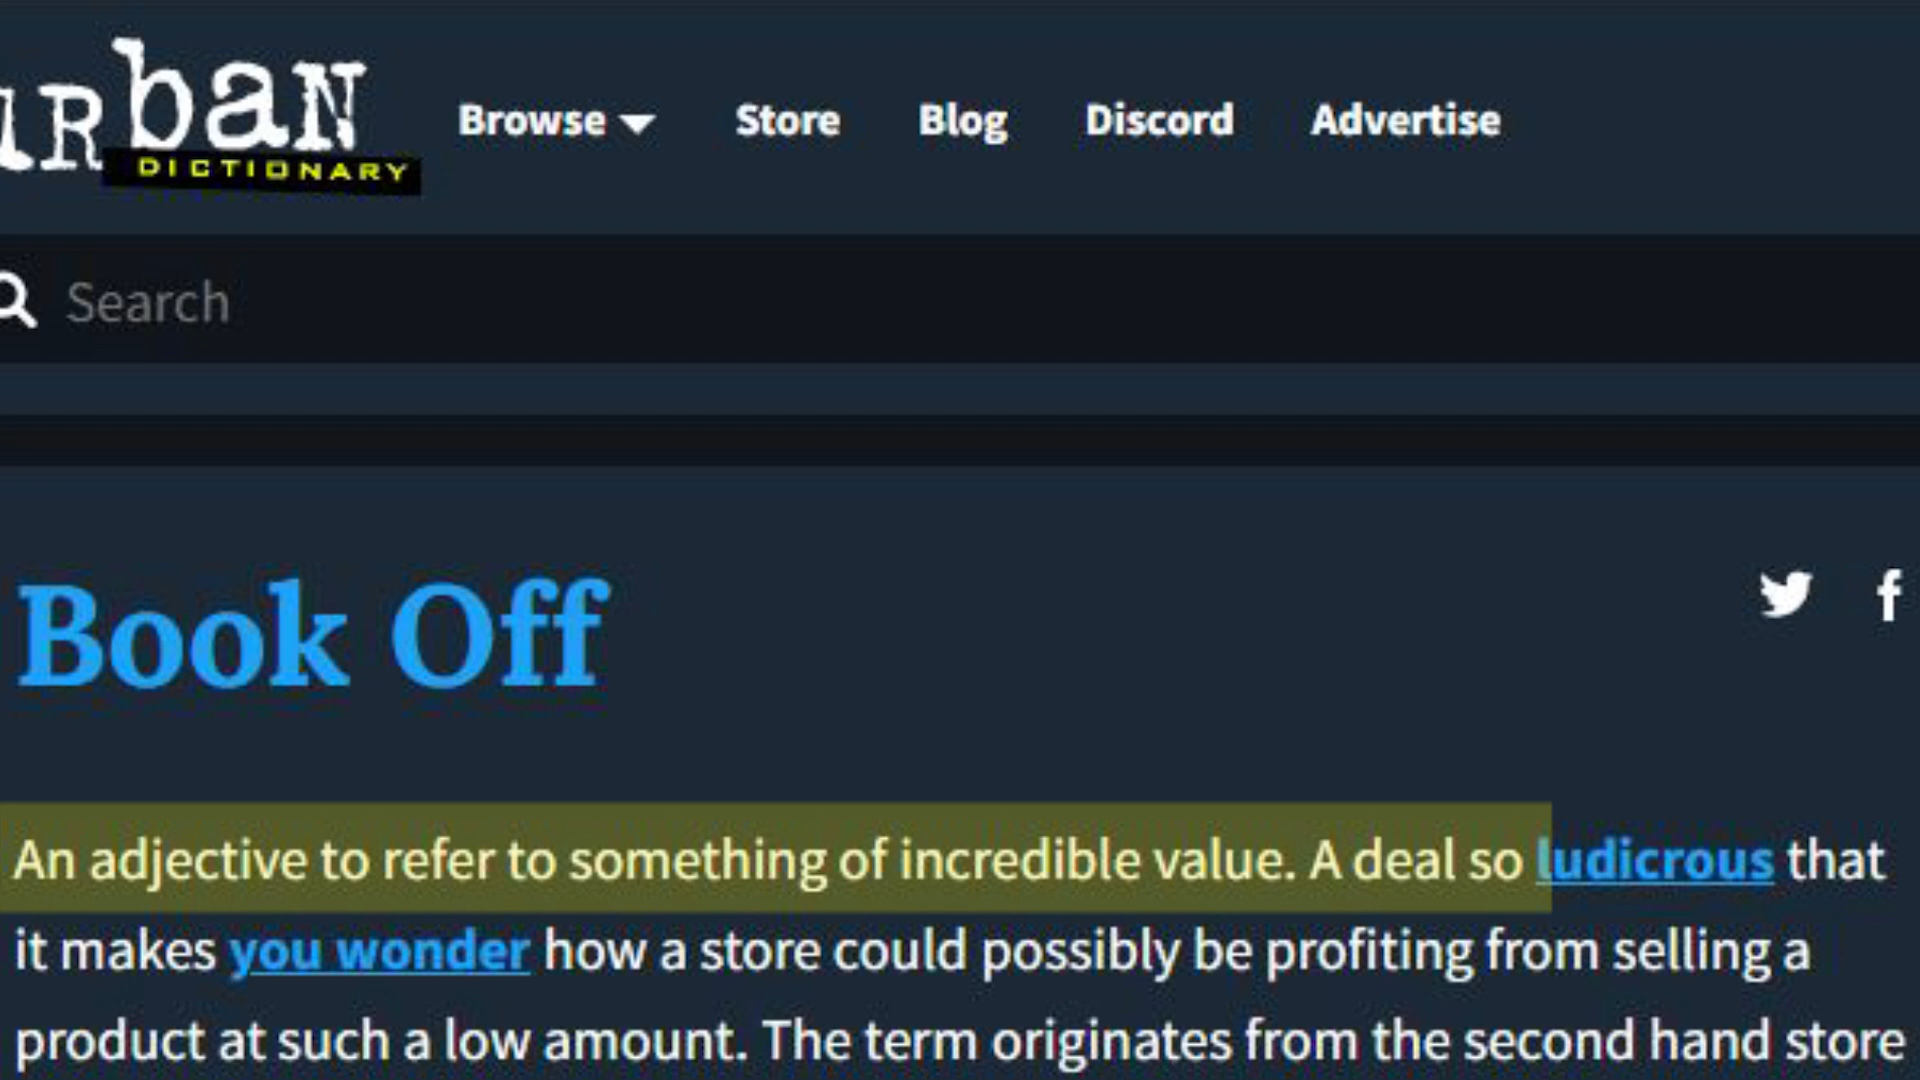 urban
DICTIONARY
Browse Store Blog Discord Advertise
Search
Book Off
An adjective to refer to something of incredible value. A deal so ludicrous that
it makes you wonder how a store could possibly be profiting from selling a
product at such a low amount. The term originates from the second hand store